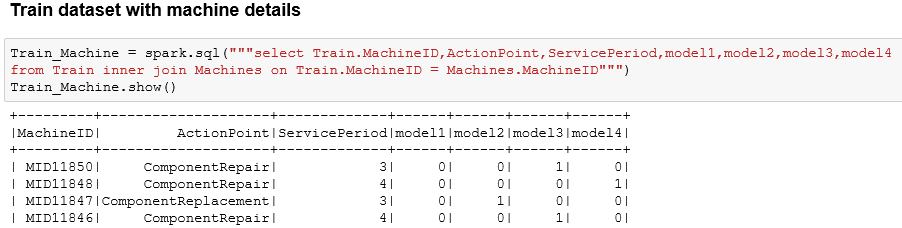 Train dataset with machine details
Train_Machine = spark.sql("""select Train.MachineID,ActionPoint,ServicePeriod,model1,model2,model3,model4
from Train inner join Machines on Train.MachineID = Machines.MachineID""")
Train_Machine.show()
+---------+--------------------+-------------+------+------+------+------+
|MachineID|         ActionPoint|ServicePeriod|model1|model2|model3|model4|
+---------+--------------------+-------------+------+------+------+------+
| MID11850|     ComponentRepair|            3|     0|     0|     1|     0|
| MID11848|     ComponentRepair|            4|     0|     0|     0|     1|
| MID11847|ComponentReplacement|            3|     0|     1|     0|     0|
| MID11846|     ComponentRepair|            4|     0|     0|     1|     0|